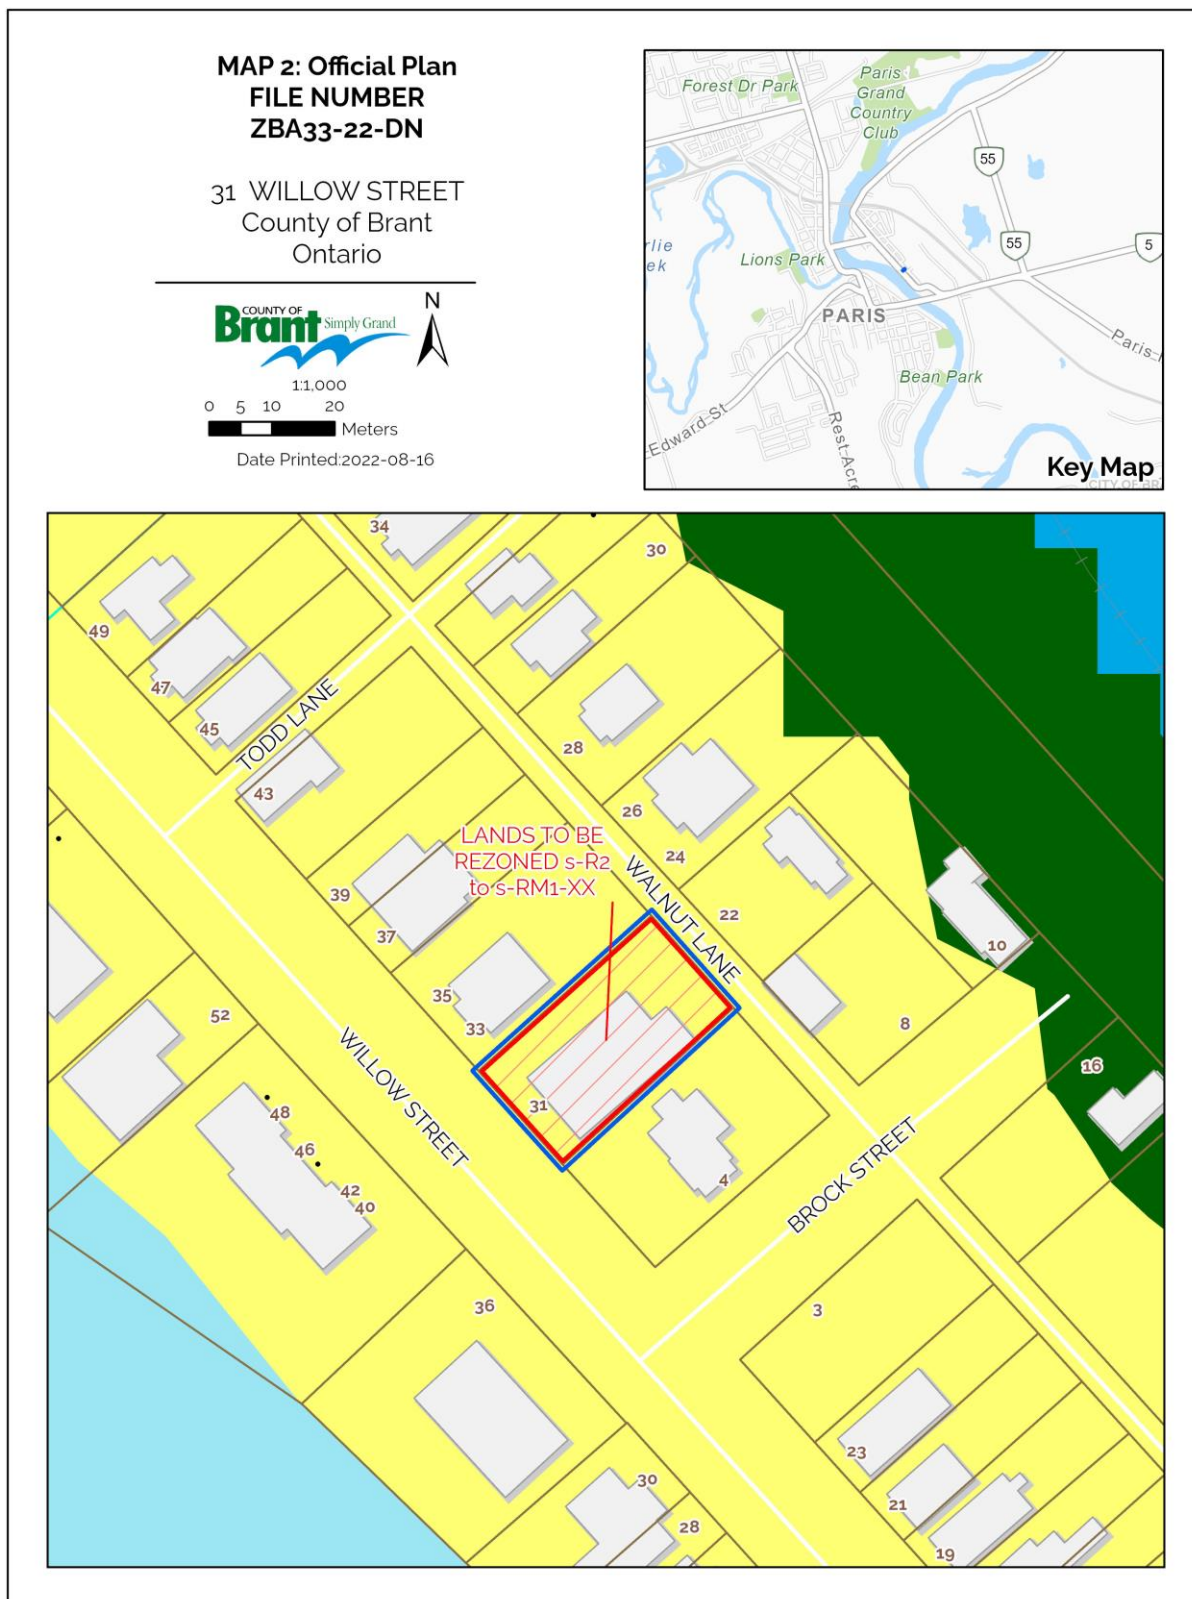 MAP 2: Official Plan
FILE NUMBER
ZBA33-22-DN
31 WILLOW STREET
County of Brant
Ontario
COUNTY OF
Brant Simply Grand
N
1:1,000
0 5 10 20
Meters
Date Printed:2022-08-16
Forest Dr Park
Paris
Grand
Country
Club
55
55
5
rlie
ek
Lions Park
PARIS
Bean Park
Edward St
Rest Acre
Paris
Key Map
CITY OF BR
34
30
49
47
45
TODD LANE
43
28
26
24
LANDS TO BE
REZONED s-R2
to s-RM1-XX
WALNUT LANE
22
39
37
35
33
10
8
52
WILLOW STREET
31
16
48
46
42
40
4
BROCK STREET
36
3
23
21
19
30
28